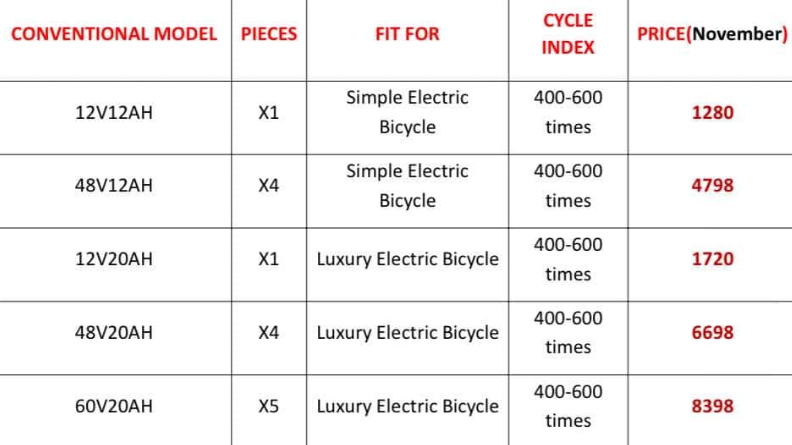 CONVENTIONAL MODEL PIECES FIT FOR CYCLE INDEX PRICE(November)
12V12AH X1 Simple Electric Bicycle 400-600 times 1280
48V12AH X4 Simple Electric Bicycle 400-600 times 4798
12V20AH X1 Luxury Electric Bicycle 400-600 times 1720
48V20AH X4 Luxury Electric Bicycle 400-600 times 6698
60V20AH X5 Luxury Electric Bicycle 400-600 times 8398